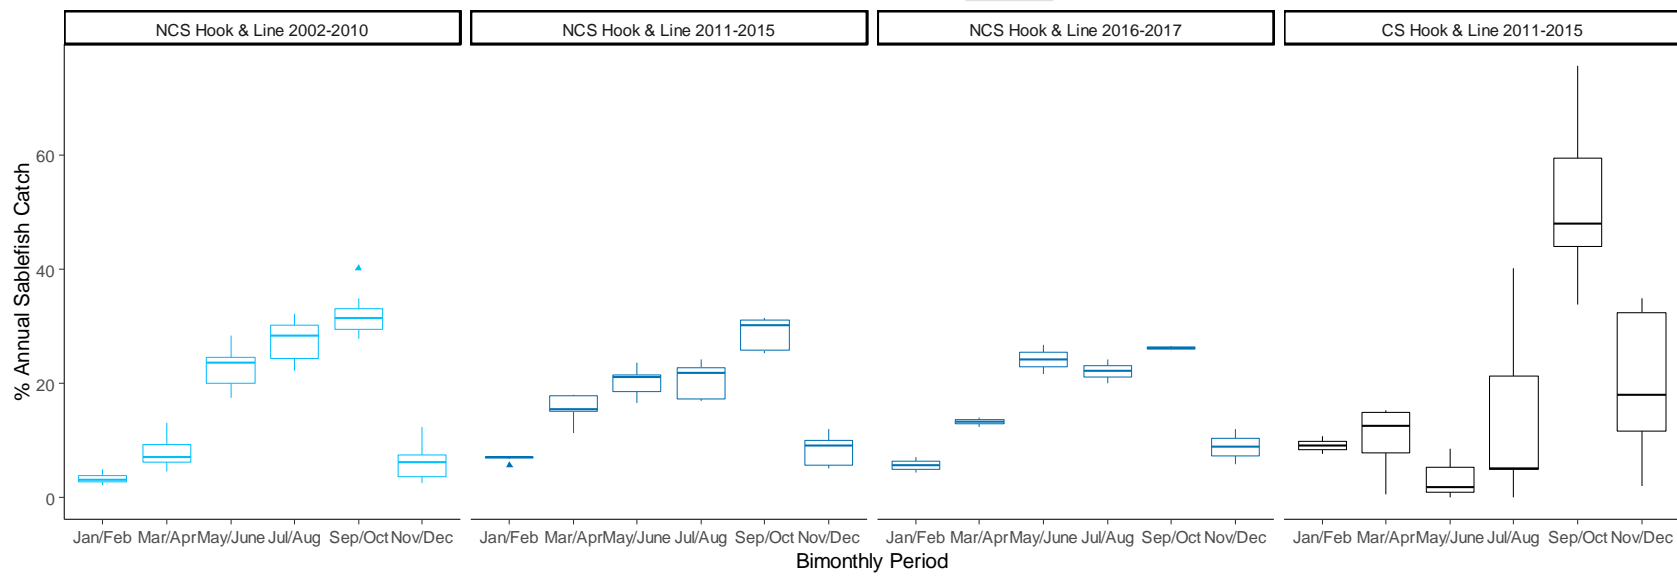 NCS Hook & Line 2002-2010 NCS Hook & Line 2011-2015 NCS Hook & Line 2016-2017 CS Hook & Line 2011-2015
% Annual Sablefish Catch
60
40
20
0
Jan/Feb Mar/Apr May/June Jul/Aug Sep/Oct Nov/Dec Jan/Feb Mar/Apr May/June Jul/Aug Sep/Oct Nov/Dec Jan/Feb Mar/Apr May/June Jul/Aug Sep/Oct Nov/Dec Jan/Feb Mar/Apr May/June Jul/Aug Sep/Oct Nov/Dec
Bimonthly Period